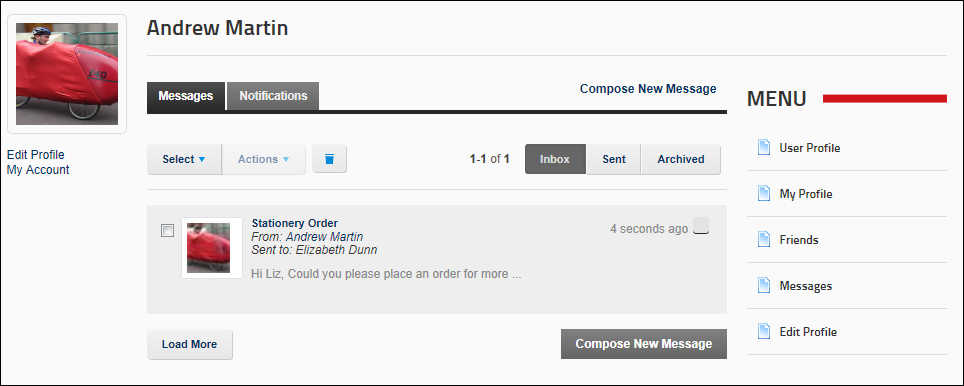 Andrew Martin
Edit Profile
My Account
Messages Notifications Compose New Message
Select Actions 1-1 of 1 Inbox Sent Archived
Stationery Order
From: Andrew Martin
Sent to: Elizabeth Dunn
4 seconds ago
Hi Liz, Could you please place an order for more ...
Load More Compose New Message
MENU
User Profile
My Profile
Friends
Messages
Edit Profile